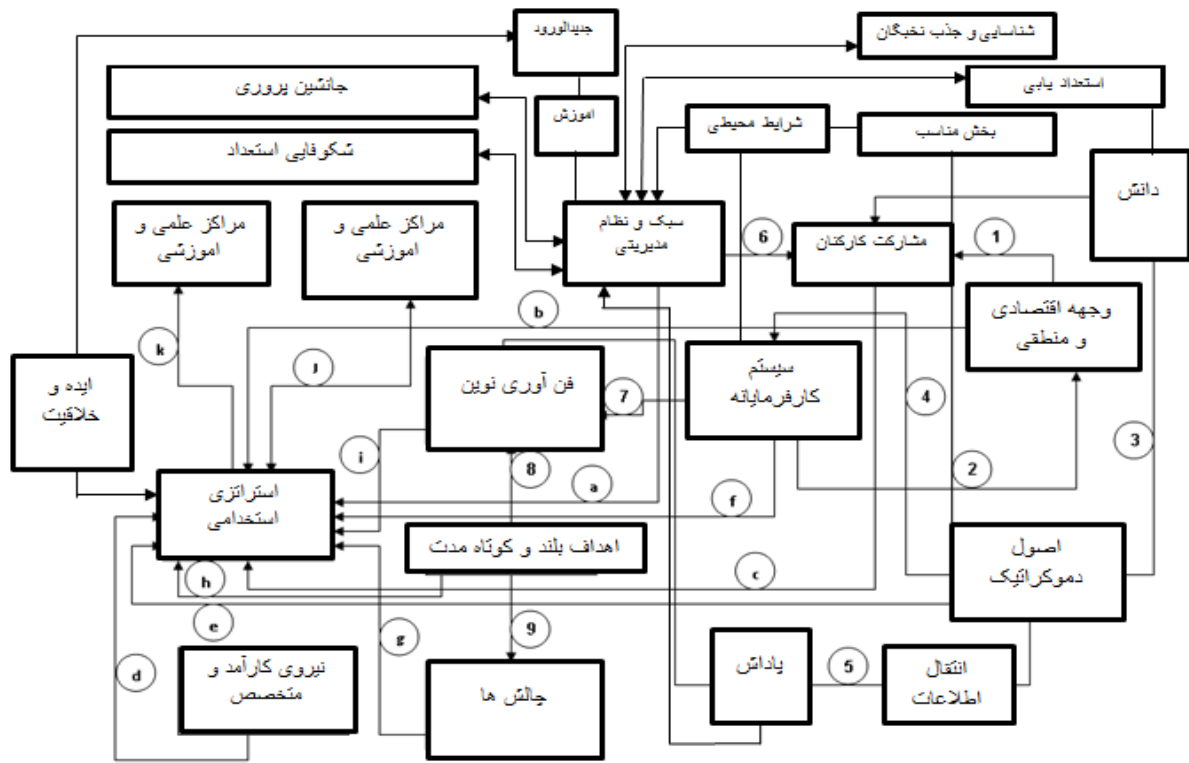 جدیدالورود
شناسایی و جذب نخبگان
جانشین پروری
استعداد یابی
اموزش
شرایط محیطی
بخش مناسب
شکوفایی استعداد
دانش
مراکز علمی و
اموزشی
مراکز علمی و
اموزشی
سبک و نظام
مدیریتی
6
مشارکت کارکنان
1
وجهه اقتصادی
و منطقی
b
k
J
ایده و
خلاقیت
فن آوری نوین
7
سیستم
کارفرمایانه
4
3
i
8
a
f
2
استراتژی
استخدامی
اهداف بلند و کوتاه مدت
اصول
دموکراتیک
h
c
e
g
9
d
نیروی کارآمد و
متخصص
چالش ها
پاداش
5
انتقال
اطلاعات